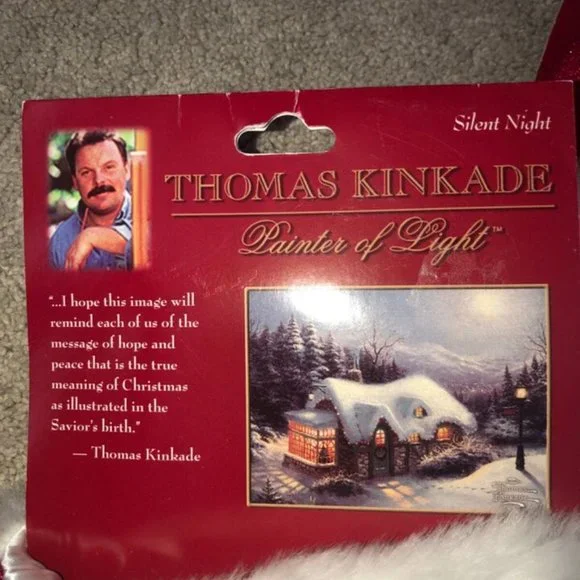 Silent Night
THOMAS KINKADE
Painter of Light™
"...I hope this image will
remind each of us of the
message of hope and
peace that is the true
meaning of Christmas
as illustrated in the
Savior's birth."
— Thomas Kinkade